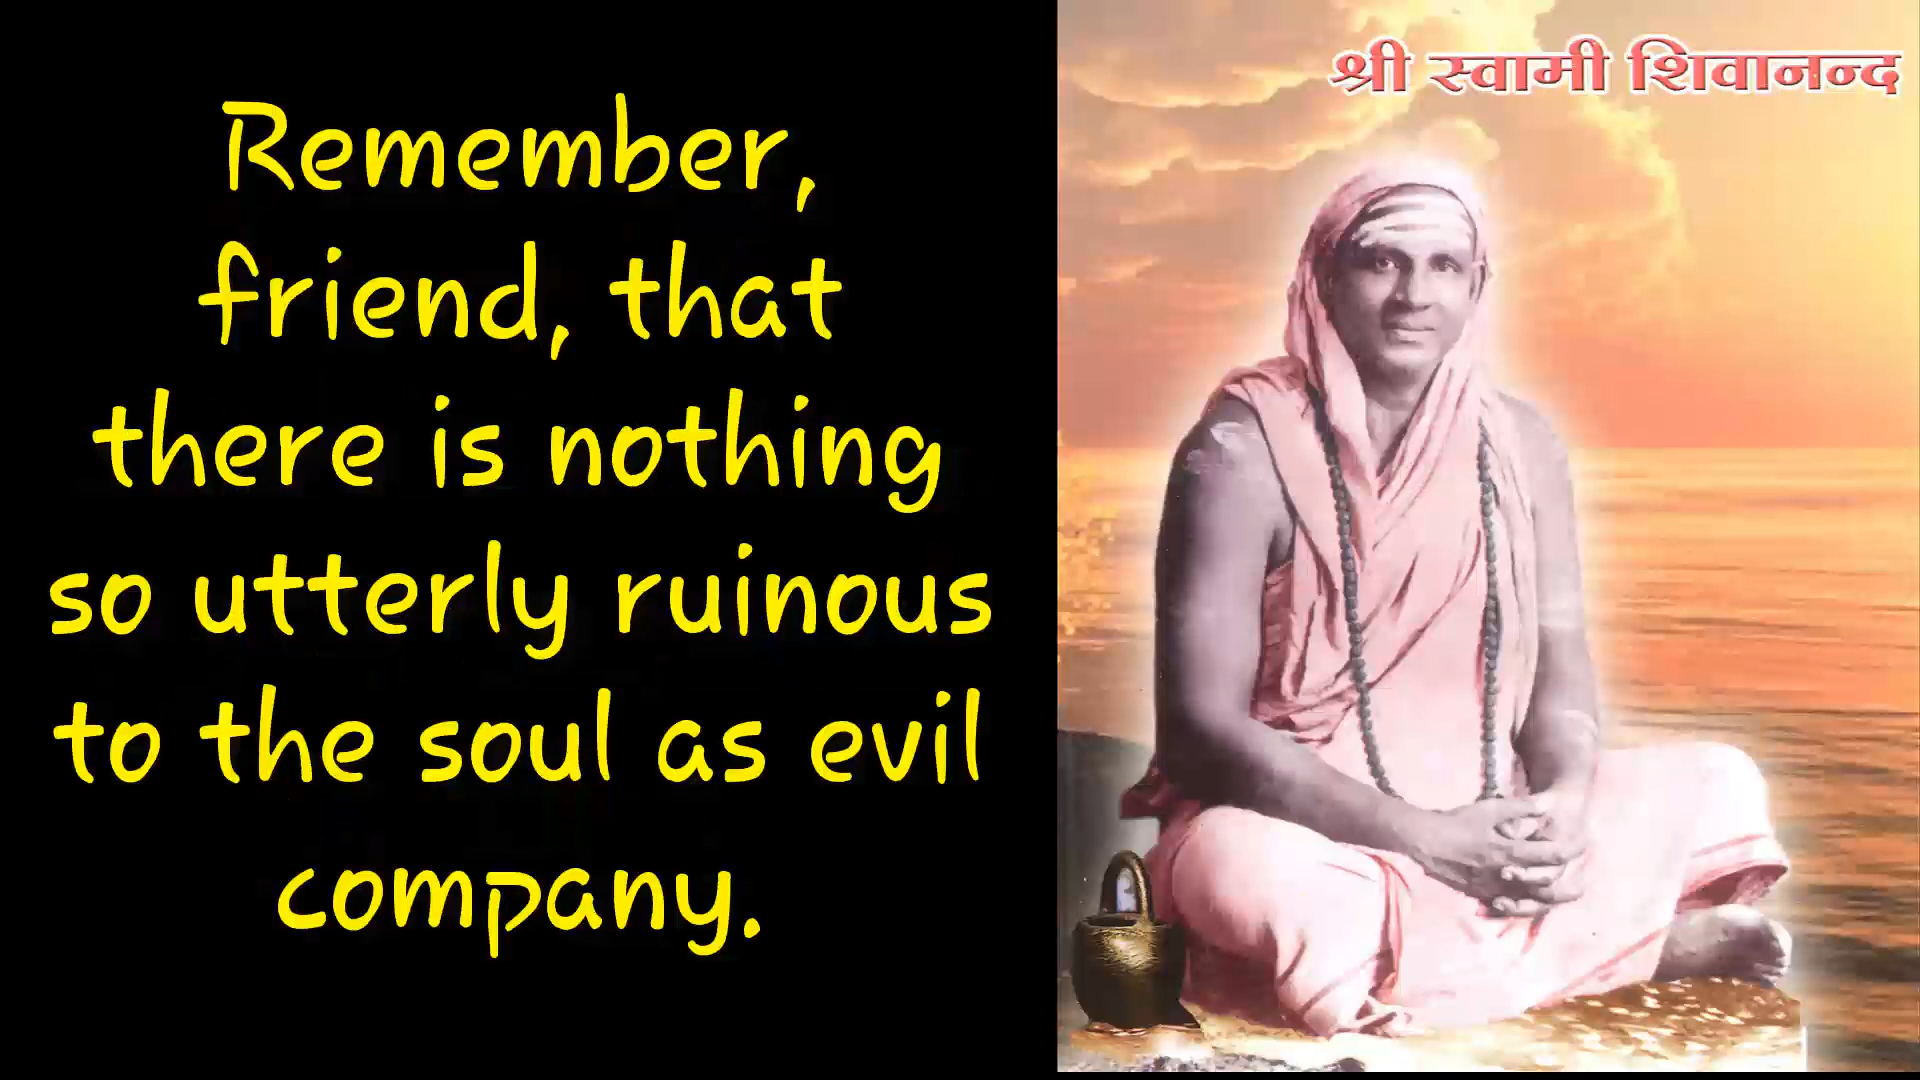 Remember,
friend, that
there is nothing
so utterly ruinous
to the soul as evil
company.
श्री स्वामी शिवानन्द